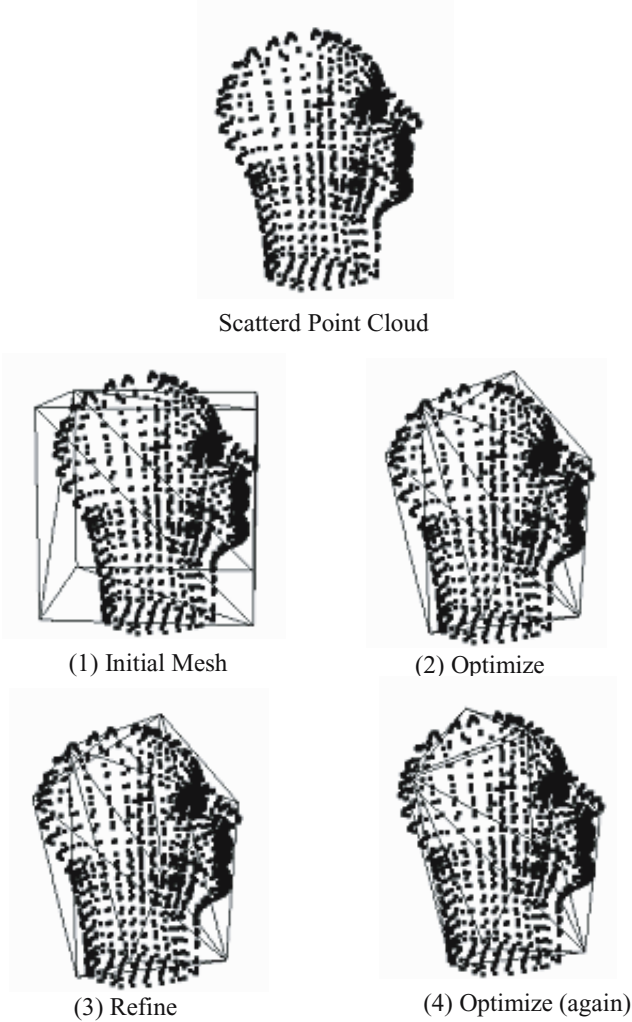 Scatterd Point Cloud
(1) Initial Mesh
(2) Optimize
(3) Refine
(4) Optimize (again)